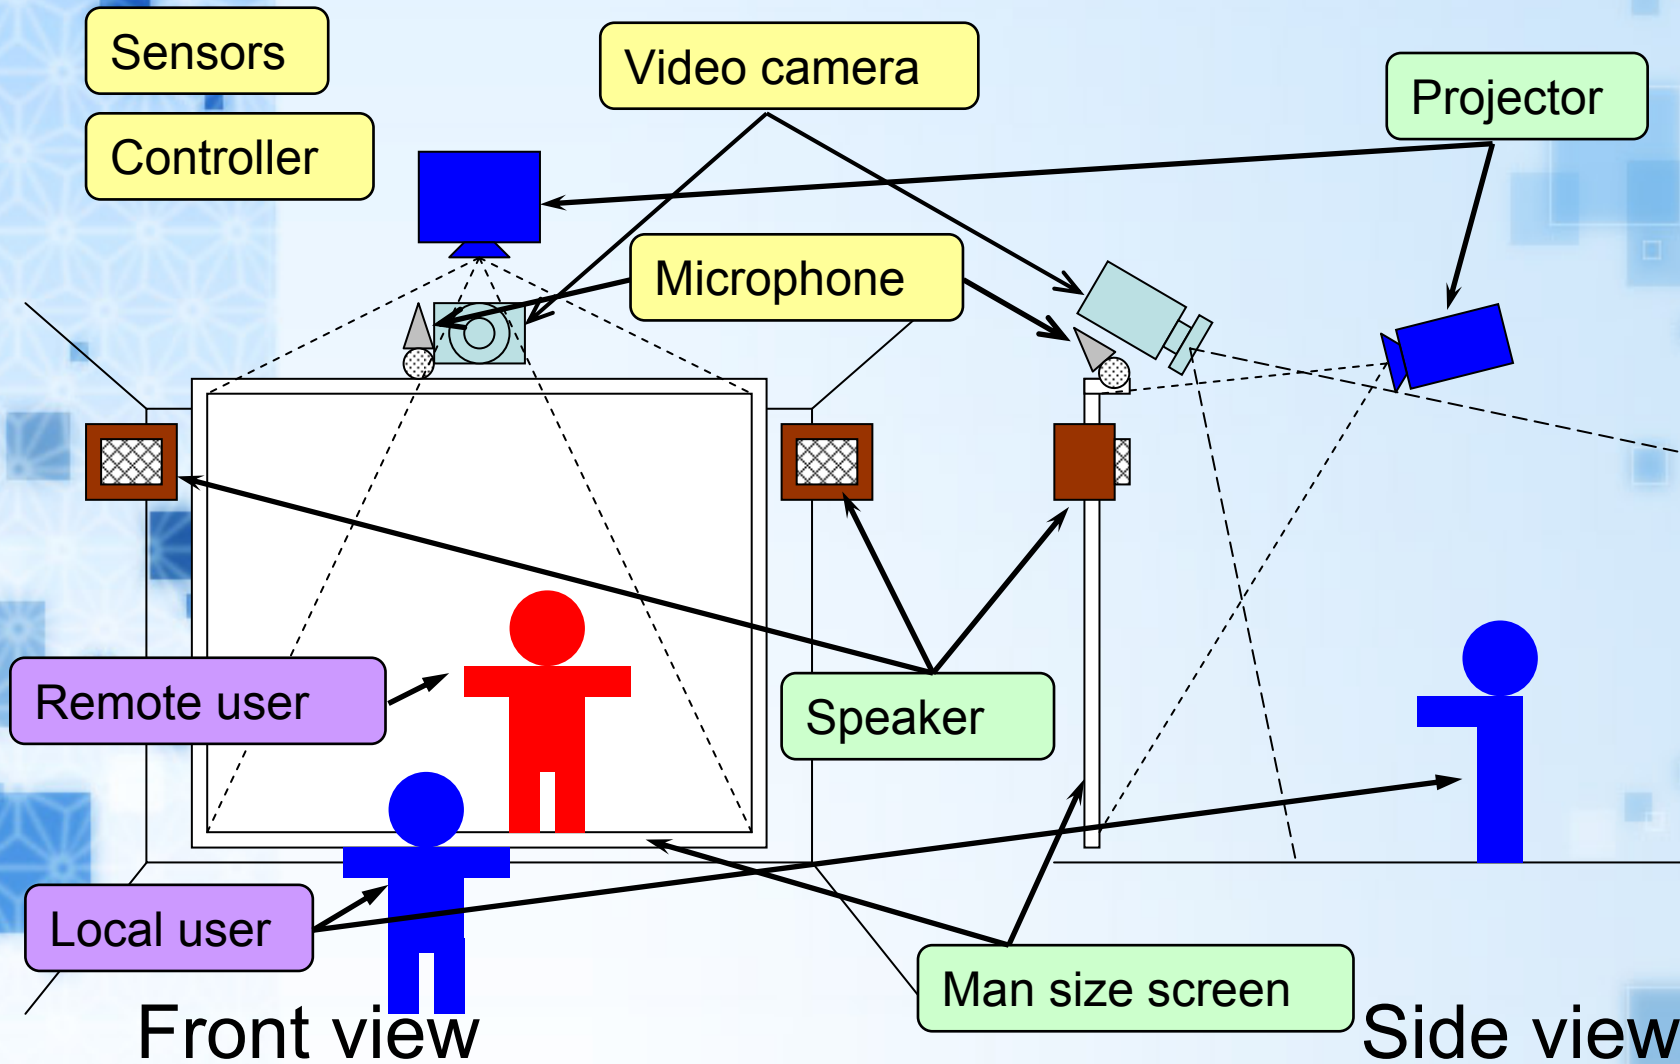 Sensors
Video camera
Projector
Controller
Microphone
Remote user
Speaker
Local user
Man size screen
Front view
Side view